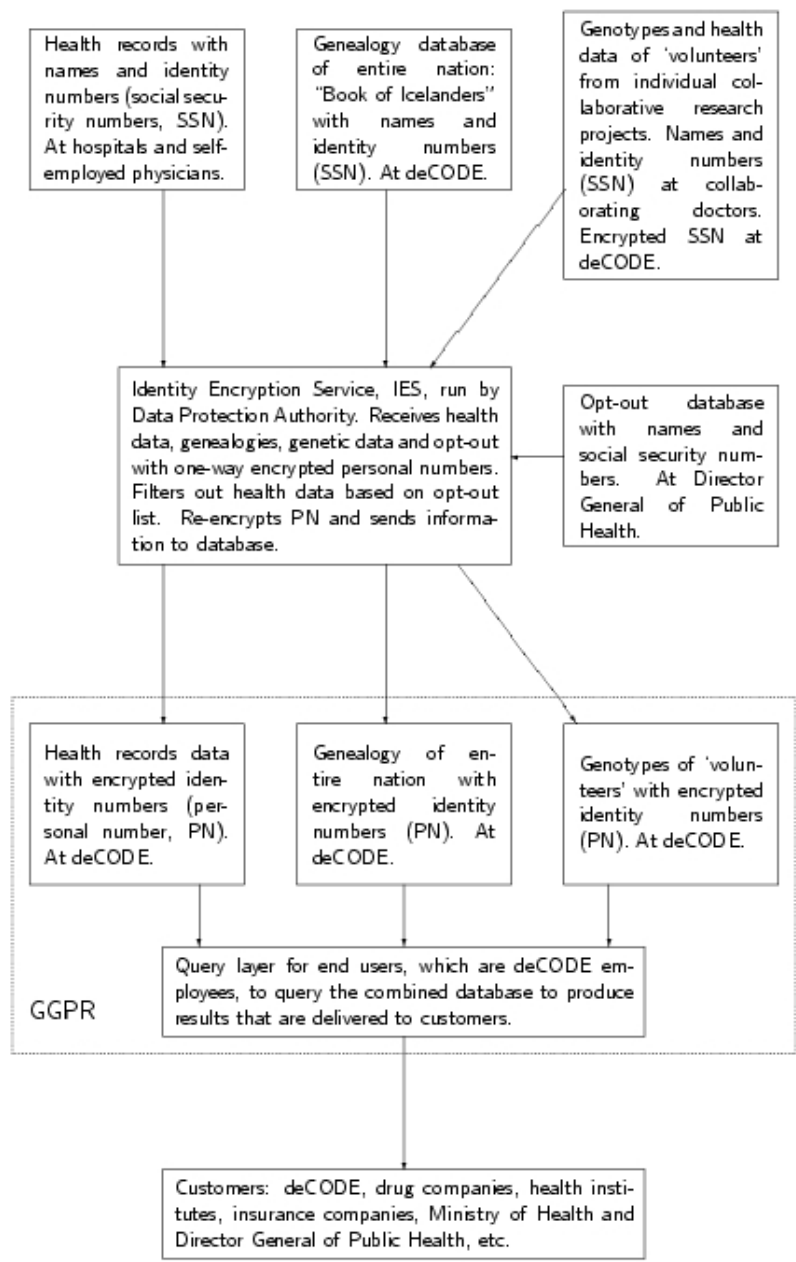 Health records with
names and identity
numbers (social secu-
rity numbers, SSN).
At hospitals and self-
employed physicians.
Genealogy database
of entire nation:
“Book of Icelanders”
with names and
identity numbers
(SSN). At deCODE.
Genotypes and health
data of ‘volunteers’
from individual col-
laborative research
projects. Names and
identity numbers
(SSN) at collab-
orating doctors.
Encrypted SSN at
deCODE.
Identity Encryption Service, IES, run by
Data Protection Authority. Receives health
data, genealogies, genetic data and opt-out
with one-way encrypted personal numbers.
Filters out health data based on opt-out
list. Re-encrypts PN and sends informa-
tion to database.
Opt-out database
with names and
social security num-
bers. At Director
General of Public
Health.
Health records data
with encrypted iden-
tity numbers (per-
sonal number, PN).
At deCODE.
Genealogy of en-
tire nation with
encrypted identity
numbers (PN). At
deCODE.
Genotypes of ‘volun-
teers’ with encrypted
identity numbers
(PN). At deCODE.
Query layer for end users, which are deCODE em-
ployees, to query the combined database to produce
results that are delivered to customers.
GGPR
Customers: deCODE, drug companies, health insti-
tutes, insurance companies, Ministry of Health and
Director General of Public Health, etc.